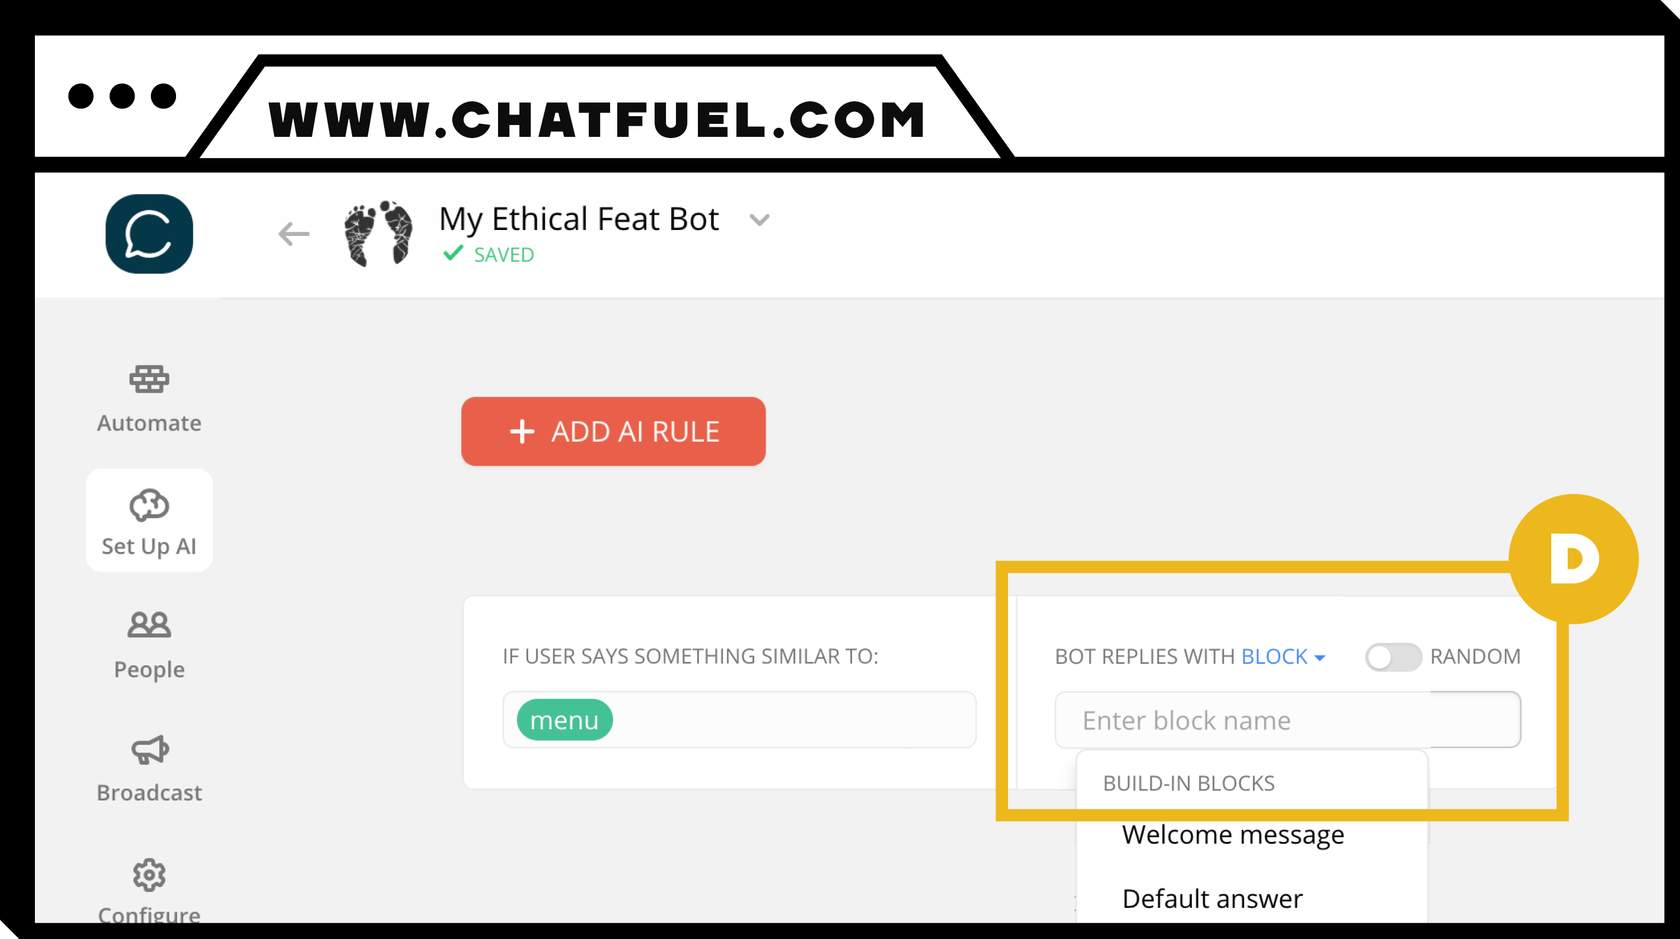 WWW.CHATFUEL.COM
My Ethical Feat Bot
SAVED
Automate
Set Up AI
People
Broadcast
Configure
+ ADD AI RULE
D
IF USER SAYS SOMETHING SIMILAR TO:
menu
BOT REPLIES WITH BLOCK
RANDOM
Enter block name
BUILD-IN BLOCKS
Welcome message
Default answer